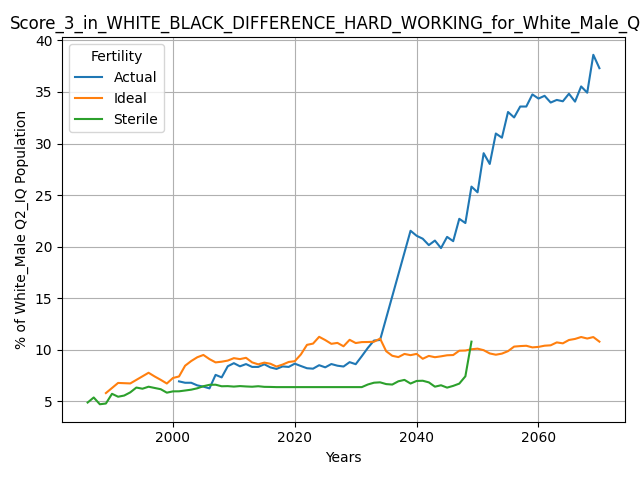 Score_3_in_WHITE_BLACK_DIFFERENCE_HARD_WORKING_for_White_Male_Q
Fertility
Actual
Ideal
Sterile
% of White_Male Q2_IQ Population
40
35
30
25
20
15
10
5
2000
2020
2040
2060
Years